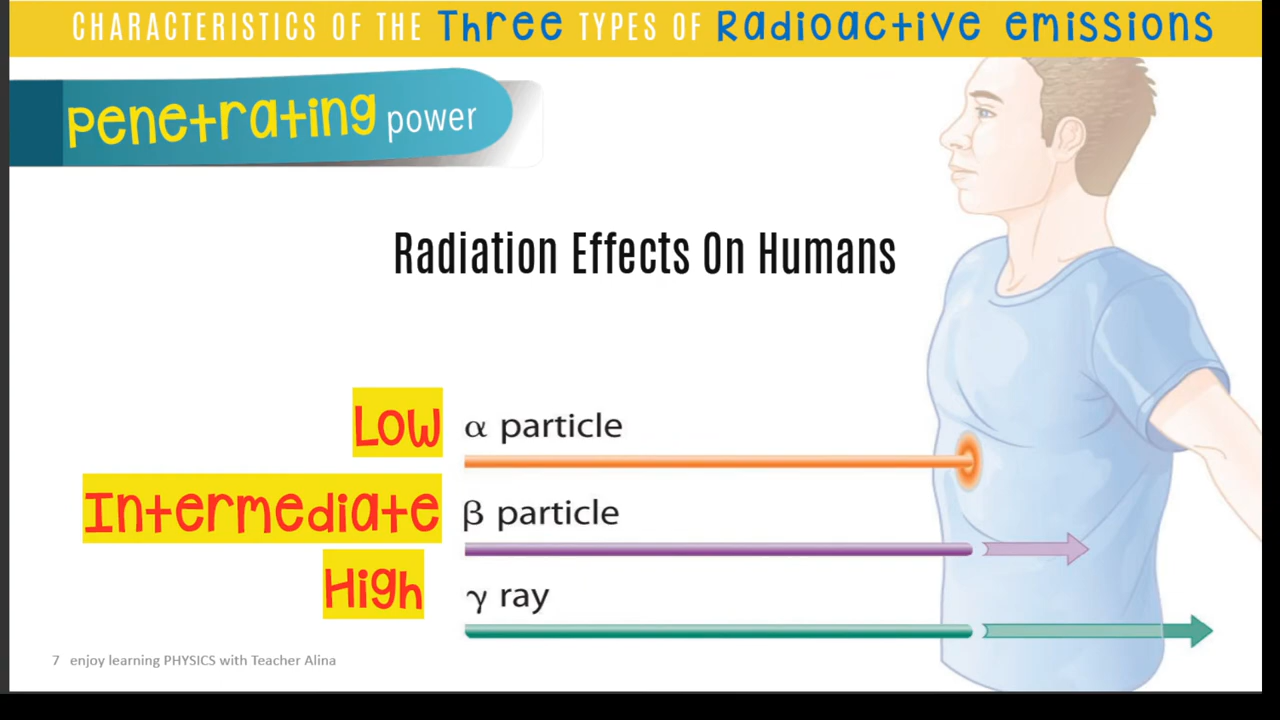 CHARACTERISTICS OF THE Three TYPES OF Radioactive emissions
Penetrating power
Radiation Effects On Humans
Low α particle
Intermediate β particle
High γ ray
7 enjoy learning PHYSICS with Teacher Alina